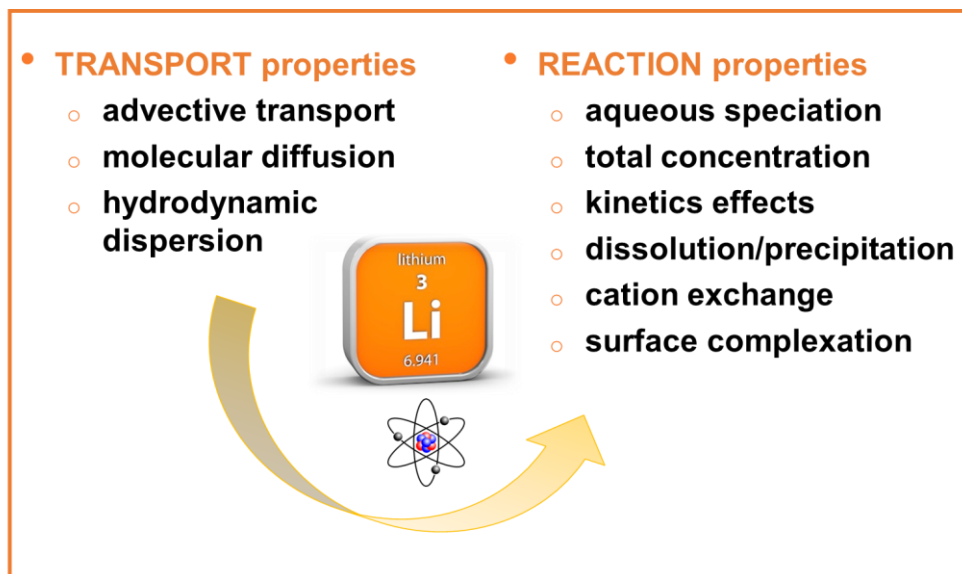 • TRANSPORT properties
o advective transport
o molecular diffusion
o hydrodynamic
dispersion
• REACTION properties
o aqueous speciation
o total concentration
o kinetics effects
o dissolution/precipitation
o cation exchange
o surface complexation
lithium
3
Li
6.941